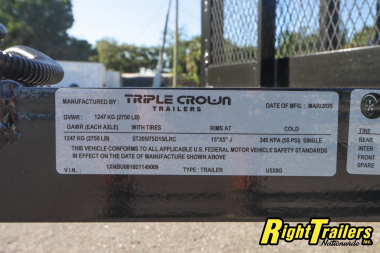 MANUFACTURED BY: TRIPLE CROWN TRAILERS DATE OF MFG.: MAR/2025
GVWR: 1247 KG (2750 LB)
GAWR (EACH AXLE) WITH TIRES RIMS AT COLD
1247 KG (2750 LB) ST205/75D15/LRC 15"X5" J 345 KPA (50 PSI) SINGLE
THIS VEHICLE CONFORMS TO ALL APPLICABLE U.S. FEDERAL MOTOR VEHICLE SAFETY STANDARDS
IN EFFECT ON THE DATE OF MANUFACTURE SHOWN ABOVE
V.I.N. TYPE: TRAILER U5X8G
TIRE
REAR
INTER
FRONT
SPARE
RightTrailers
Nationwide Inc.